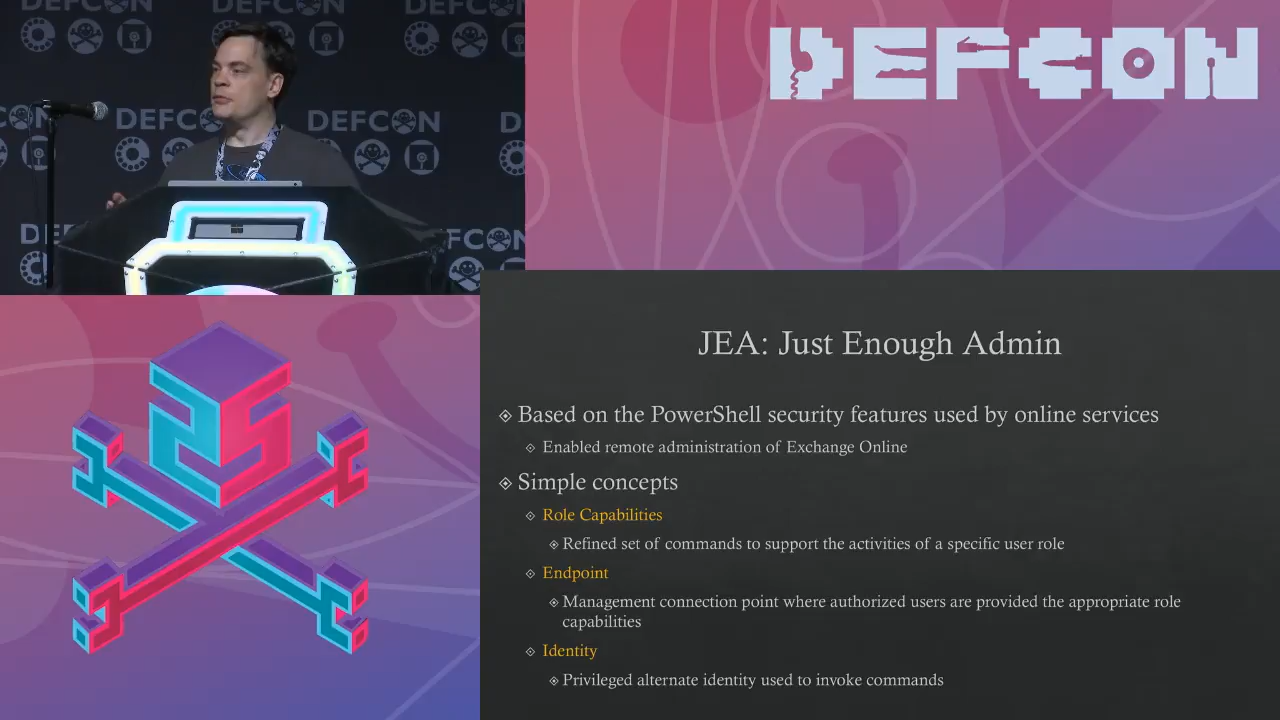 DEFCON
DEFCON
DEFCON
DEFCON
JEA: Just Enough Admin
Based on the PowerShell security features used by online services
Enabled remote administration of Exchange Online
Simple concepts
Role Capabilities
Refined set of commands to support the activities of a specific user role
Endpoint
Management connection point where authorized users are provided the appropriate role
capabilities
Identity
Privileged alternate identity used to invoke commands